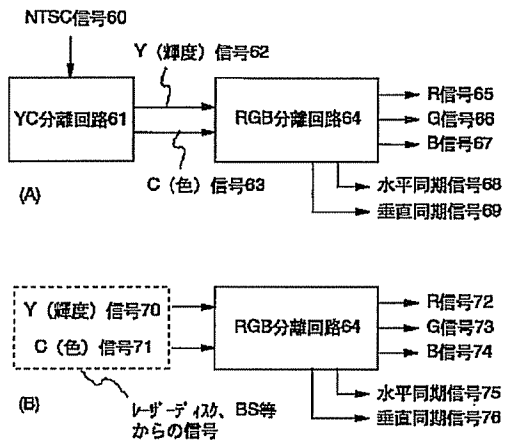 NTSC信号60
Y（輝度）信号62
YC分離回路61
RGB分離回路64
R信号65
G信号66
B信号67
C（色）信号63
水平同期信号68
垂直同期信号69
(A)
Y（輝度）信号70
C（色）信号71
RGB分離回路64
R信号72
G信号73
B信号74
水平同期信号75
垂直同期信号76
(B)
ﾚｰｻﾞｰﾃﾞｨｽｸ、BS等
からの信号